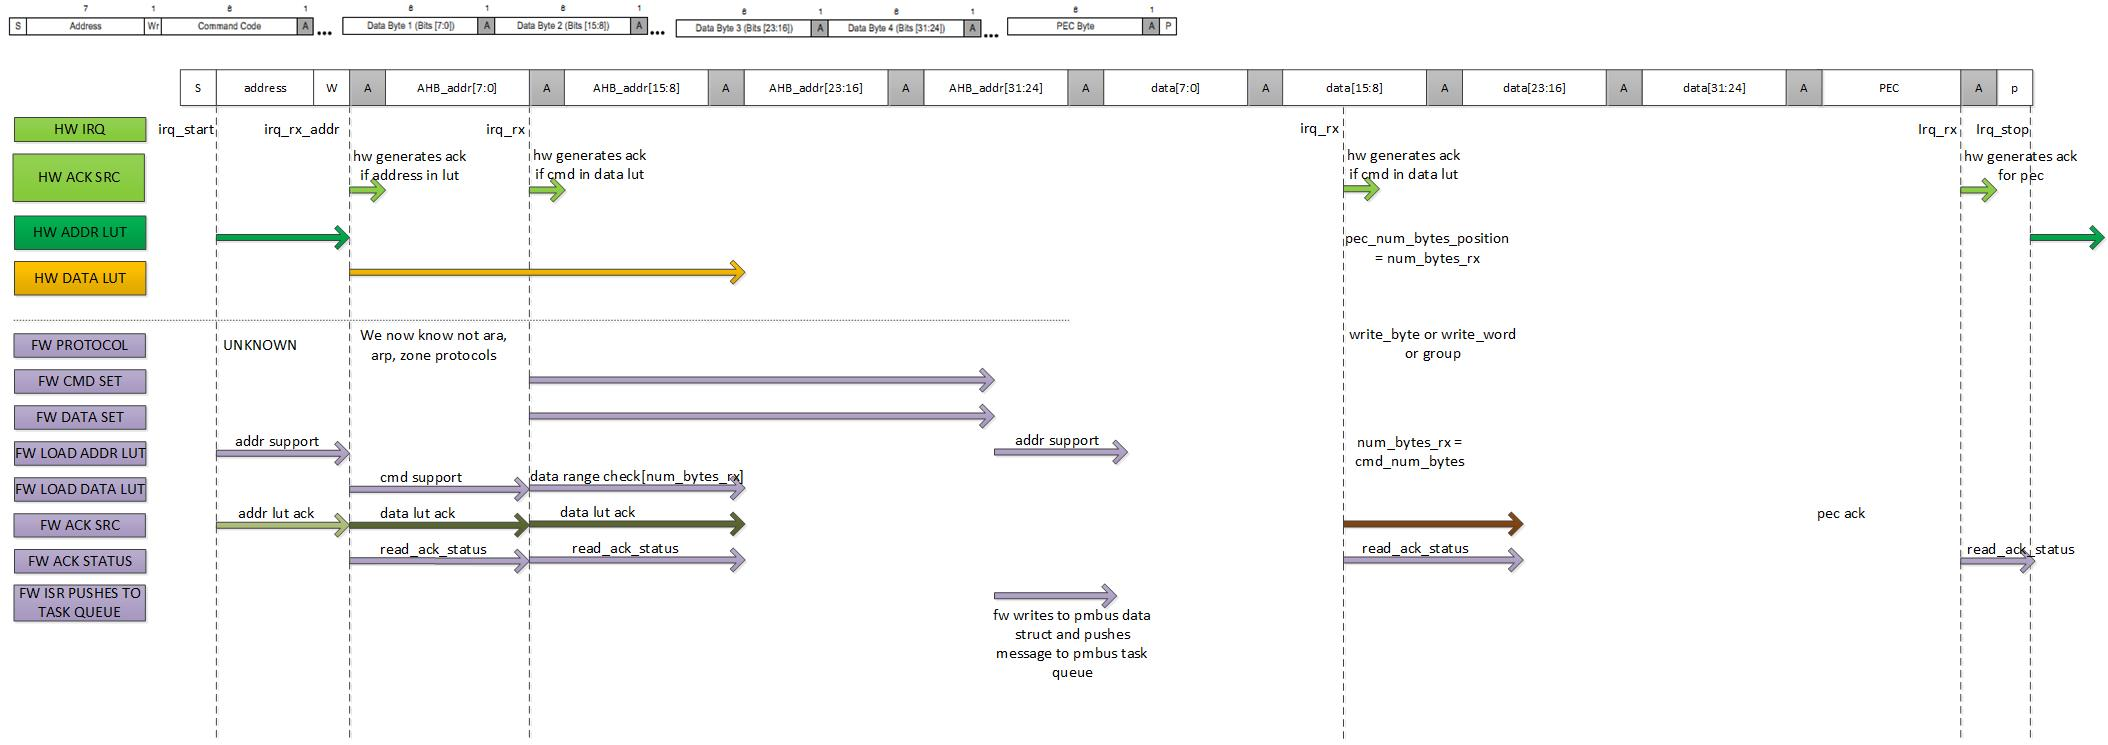 7 1 8 1 8 1 8 1 8 1 8 1 8 1
S Address Wr Command Code A ... Data Byte 1 (Bits [7:0]) A Data Byte 2 (Bits [15:8]) A ... Data Byte 3 (Bits [23:16]) A Data Byte 4 (Bits [31:24]) A ... PEC Byte A P
S address W A AHB_addr[7:0] A AHB_addr[15:8] A AHB_addr[23:16] A AHB_addr[31:24] A data[7:0] A data[15:8] A data[23:16] A data[31:24] A PEC A p
HW IRQ irq_start irq_rx_addr irq_rx irq_rx Irq_rx Irq_stop
HW ACK SRC
hw generates ack
if address in lut
hw generates ack
if cmd in data lut
hw generates ack
if cmd in data lut
hw generates ack
for pec
HW ADDR LUT
pec_num_bytes_position
= num_bytes_rx
HW DATA LUT
FW PROTOCOL UNKNOWN
We now know not ara,
arp, zone protocols
write_byte or write_word
or group
FW CMD SET
FW DATA SET
FW LOAD ADDR LUT addr support addr support
num_bytes_rx =
cmd_num_bytes
FW LOAD DATA LUT cmd support data range check[num_bytes_rx]
FW ACK SRC addr lut ack data lut ack data lut ack pec ack
FW ACK STATUS read_ack_status read_ack_status read_ack_status read_ack_status
FW ISR PUSHES TO
TASK QUEUE
fw writes to pmbus data
struct and pushes
message to pmbus task
queue